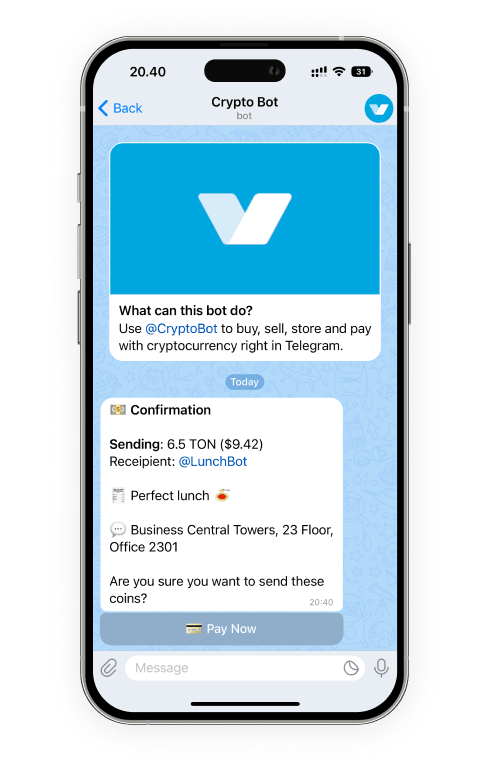 20.40
31
Back
Crypto Bot
bot
What can this bot do?
Use @CryptoBot to buy, sell, store and pay
with cryptocurrency right in Telegram.
Today
Confirmation
Sending: 6.5 TON ($9.42)
Receipient: @LunchBot
Perfect lunch
Business Central Towers, 23 Floor,
Office 2301
Are you sure you want to send these
coins?
20:40
Pay Now
Message